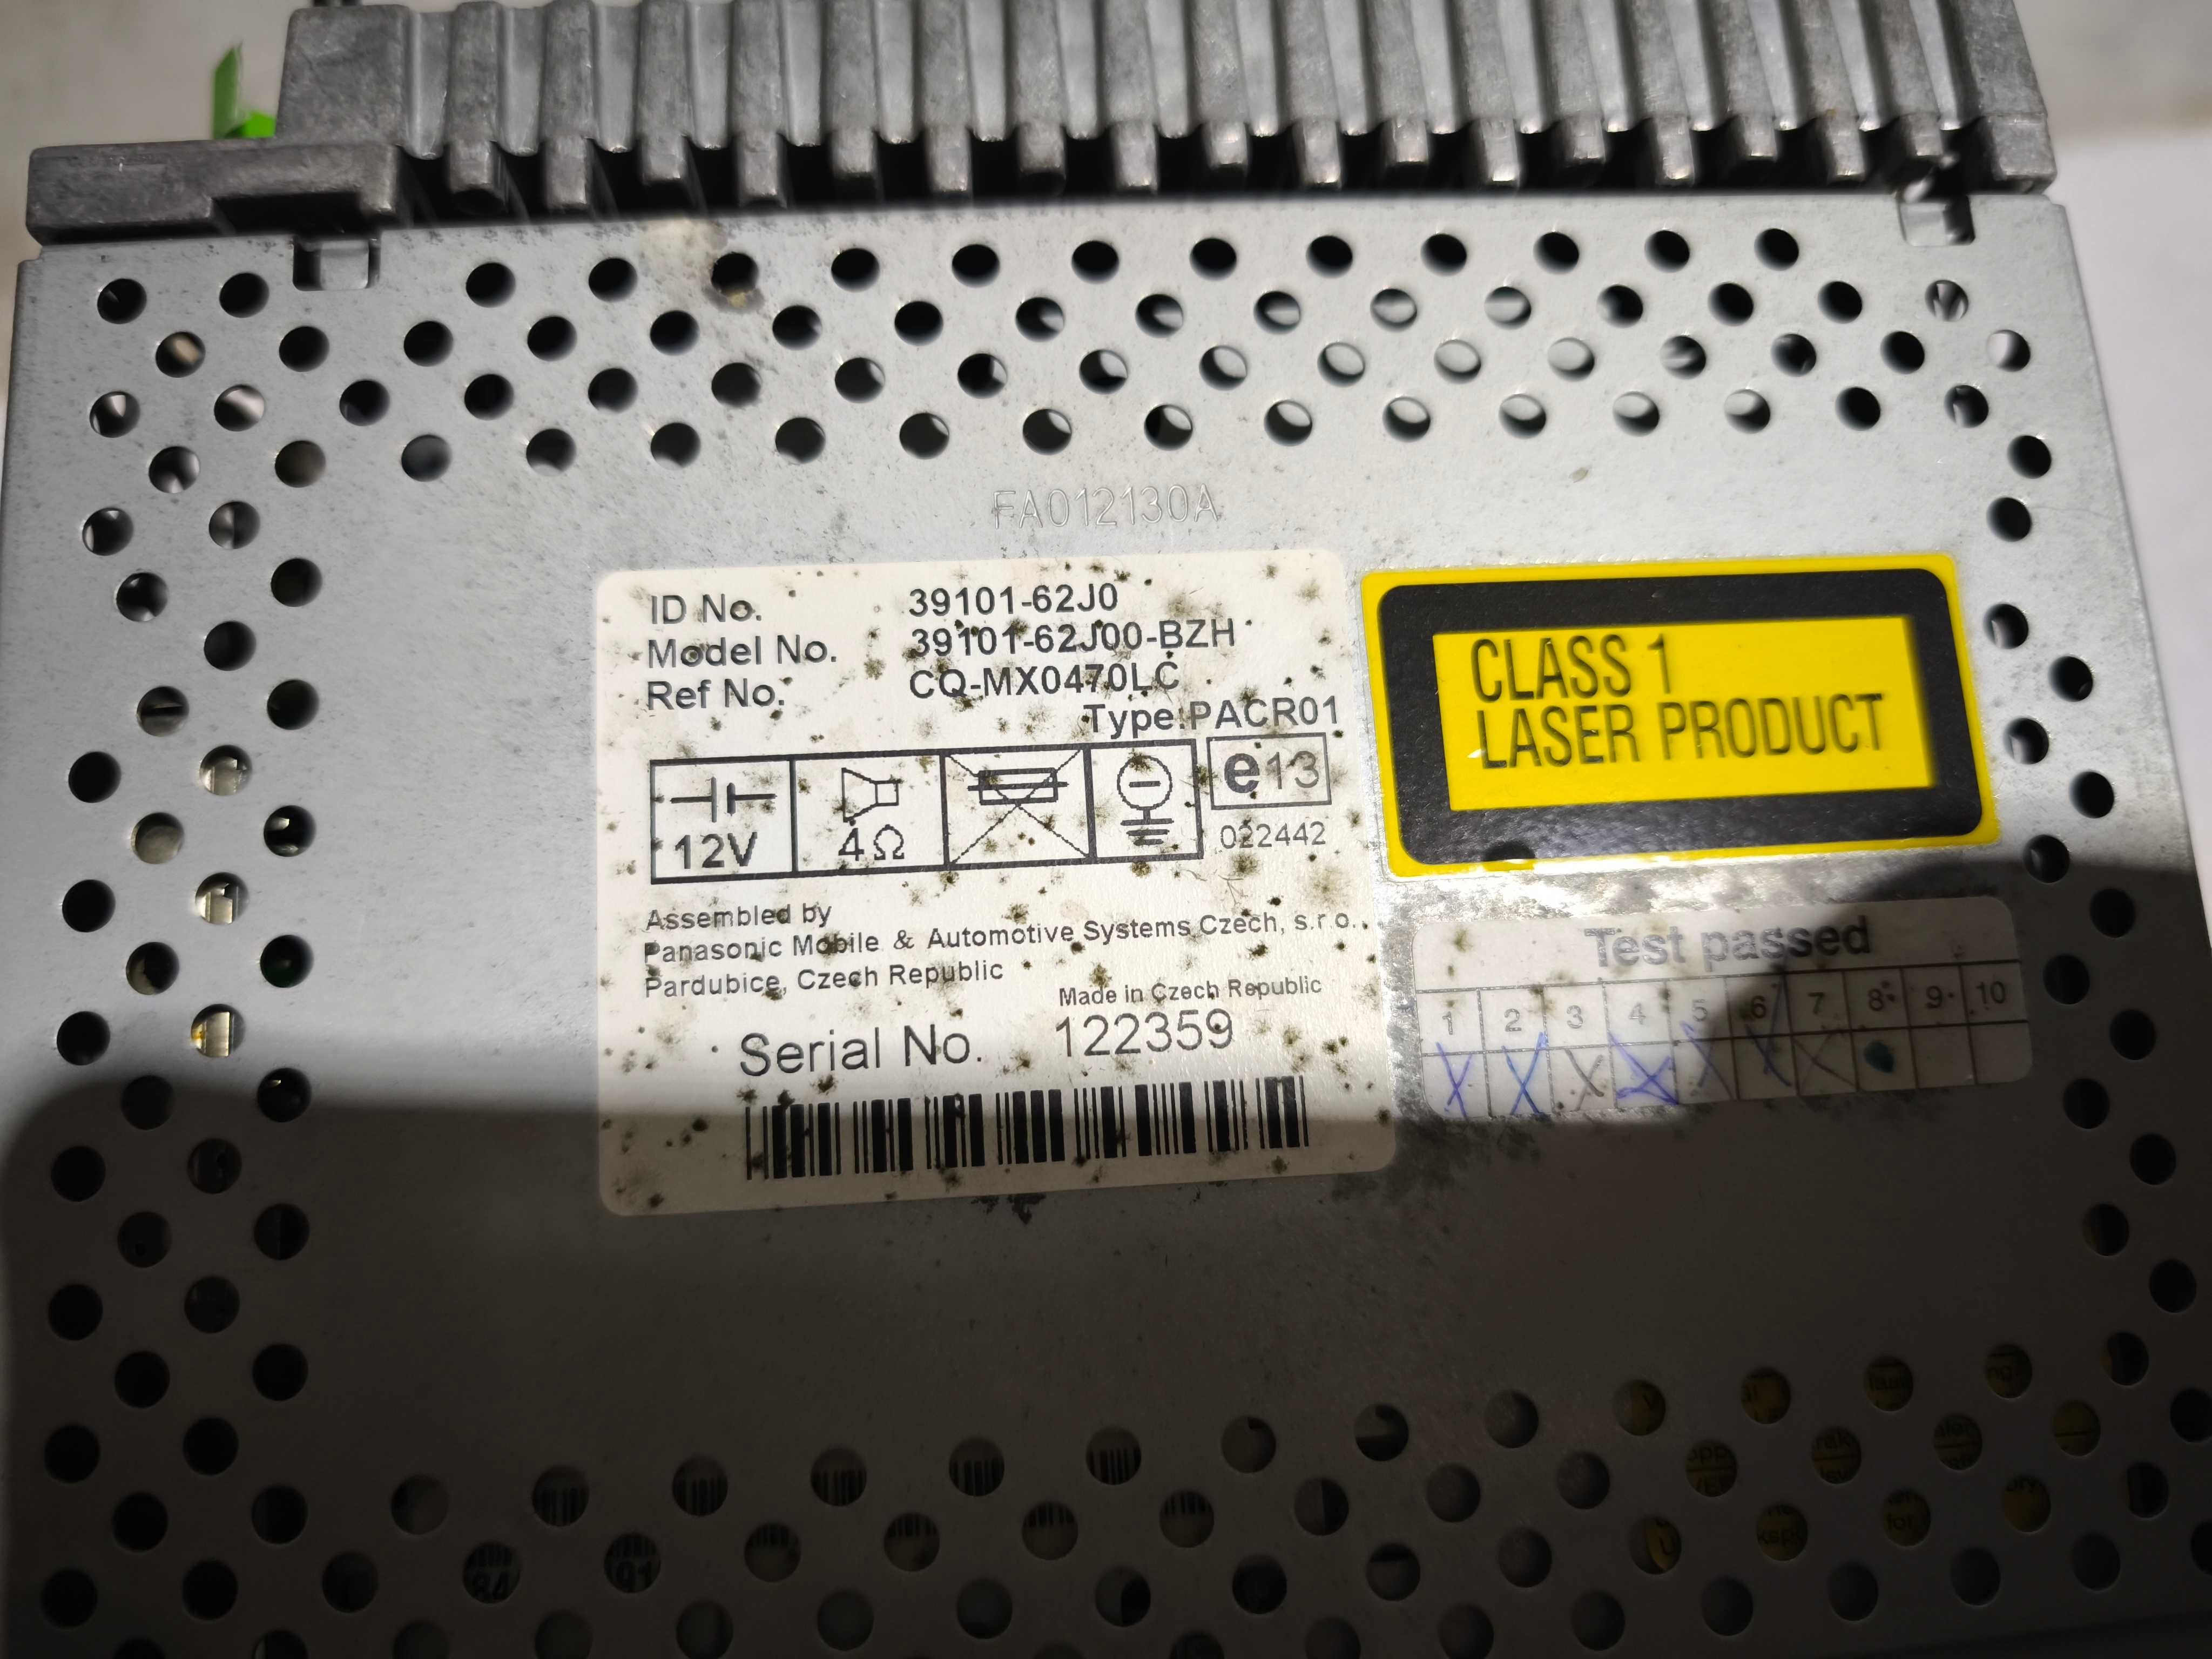 FA012130A
ID No. 39101-62J0
Model No. 39101-62J00-BZH
Ref No. CQ-MX0470LC
Type:PACR01
12V
4Ω
e13
022442
Assembled by
Panasonic Mobile & Automotive Systems Czech, s.r.o.,
Pardubice, Czech Republic
Made in Czech Republic
Serial No. 122359
CLASS 1
LASER PRODUCT
Test passed
1 2 3 4 5 6 7 8 9 10